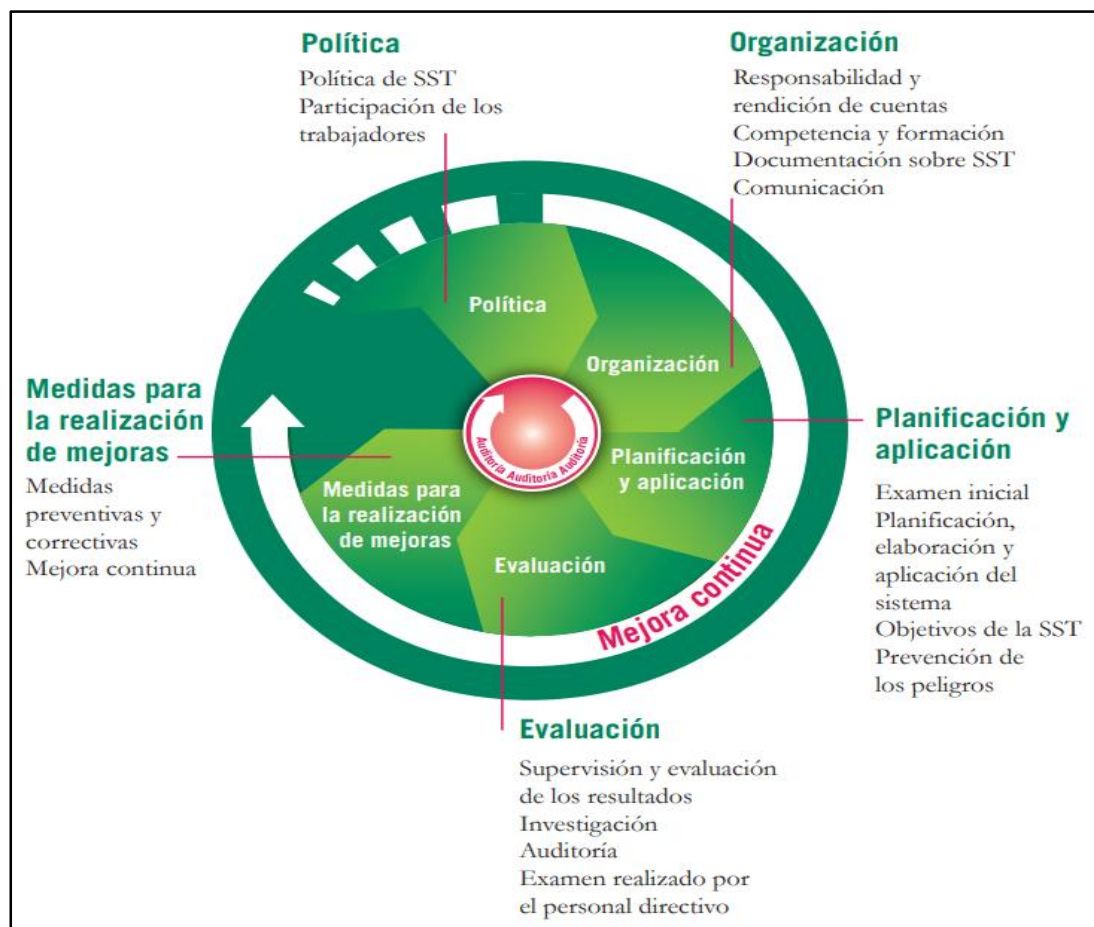 Política
Política de SST
Participación de los
trabajadores
Organización
Responsabilidad y
rendición de cuentas
Competencia y formación
Documentación sobre SST
Comunicación
Política
Organización
Planificación
y aplicación
Evaluación
Medidas para
la realización
de mejoras
Auditoría Auditoría Auditoría
Mejora continua
Medidas para
la realización
de mejoras
Medidas
preventivas y
correctivas
Mejora continua
Planificación y
aplicación
Examen inicial
Planificación,
elaboración y
aplicación del
sistema
Objetivos de la SST
Prevención de
los peligros
Evaluación
Supervisión y evaluación
de los resultados
Investigación
Auditoría
Examen realizado por
el personal directivo